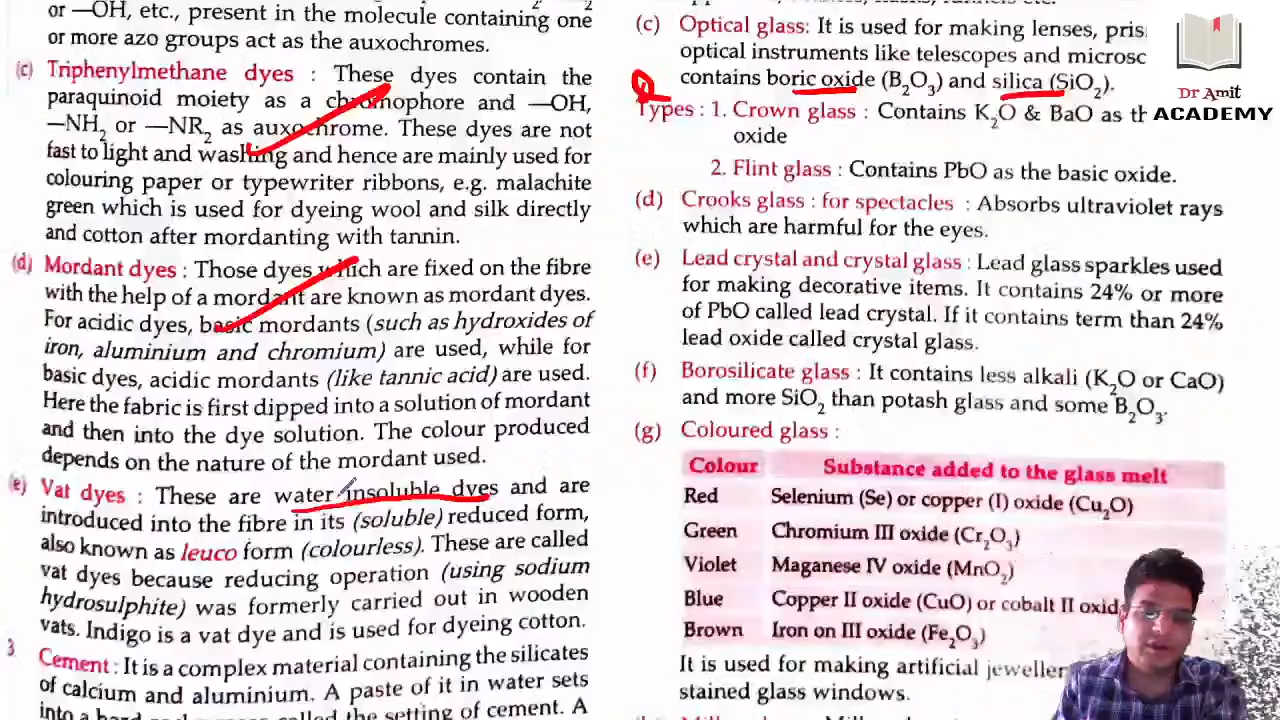 or —OH, etc., present in the molecule containing one
or more azo groups act as the auxochromes.
(c) Triphenylmethane dyes : These dyes contain the
paraquinoid moiety as a chromophore and —OH,
—NH₂ or —NR₂ as auxochrome. These dyes are not
fast to light and washing and hence are mainly used for
colouring paper or typewriter ribbons, e.g. malachite
green which is used for dyeing wool and silk directly
and cotton after mordanting with tannin.
(d) Mordant dyes : Those dyes which are fixed on the fibre
with the help of a mordant are known as mordant dyes.
For acidic dyes, basic mordants (such as hydroxides of
iron, aluminium and chromium) are used, while for
basic dyes, acidic mordants (like tannic acid) are used.
Here the fabric is first dipped into a solution of mordant
and then into the dye solution. The colour produced
depends on the nature of the mordant used.
(e) Vat dyes : These are water insoluble dyes and are
introduced into the fibre in its (soluble) reduced form,
also known as leuco form (colourless). These are called
vat dyes because reducing operation (using sodium
hydrosulphite) was formerly carried out in wooden
vats. Indigo is a vat dye and is used for dyeing cotton.
3 Cement : It is a complex material containing the silicates
of calcium and aluminium. A paste of it in water sets
called the setting of cement. A
(c) Optical glass: It is used for making lenses, pris
optical instruments like telescopes and microsc
contains boric oxide (B₂O₃) and silica (SiO₂).
Types : 1. Crown glass : Contains K₂O & BaO as th
oxide
2. Flint glass : Contains PbO as the basic oxide.
(d) Crooks glass : for spectacles : Absorbs ultraviolet rays
which are harmful for the eyes.
(e) Lead crystal and crystal glass : Lead glass sparkles used
for making decorative items. It contains 24% or more
of PbO called lead crystal. If it contains term than 24%
lead oxide called crystal glass.
(f) Borosilicate glass : It contains less alkali (K₂O or CaO)
and more SiO₂ than potash glass and some B₂O₃.
(g) Coloured glass :
Colour Substance added to the glass melt
Red Selenium (Se) or copper (I) oxide (Cu₂O)
Green Chromium III oxide (Cr₂O₃)
Violet Maganese IV oxide (MnO₂)
Blue Copper II oxide (CuO) or cobalt II oxid
Brown Iron on III oxide (Fe₂O₃)
It is used for making artificial jeweller
stained glass windows.
Dr Amit
ACADEMY